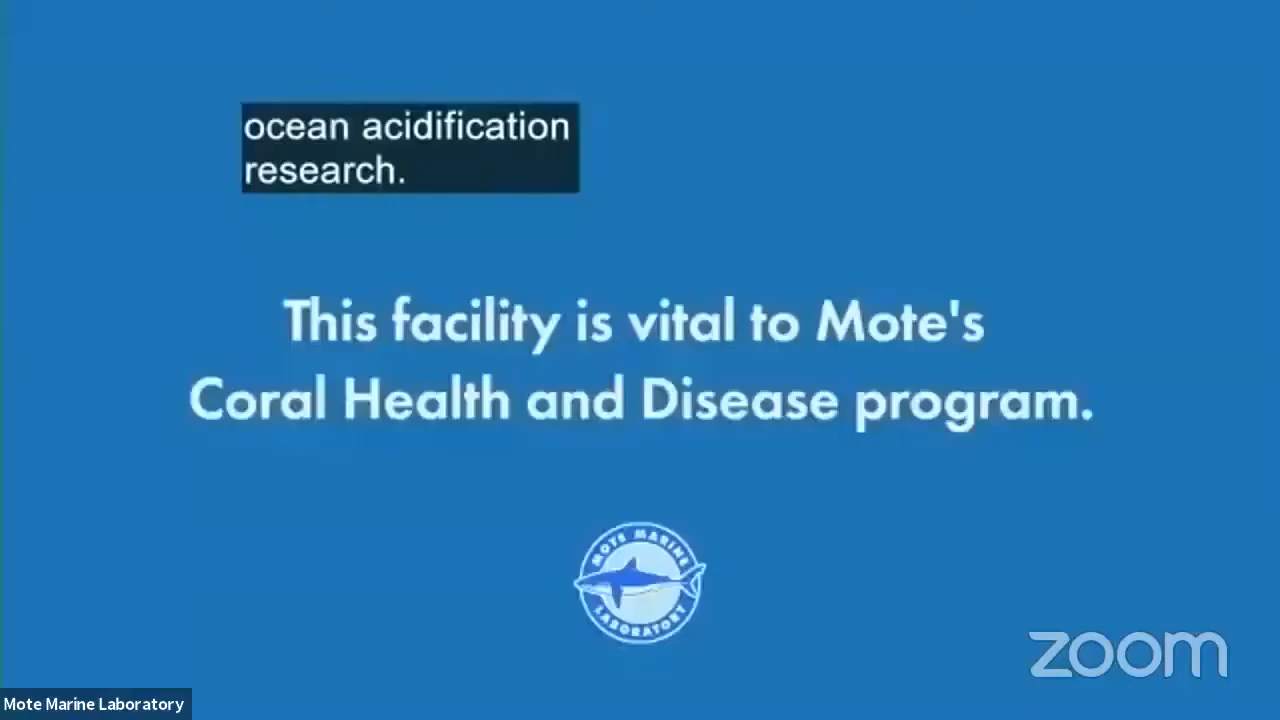 ocean acidification
research.
This facility is vital to Mote's
Coral Health and Disease program.
MOTE MARINE
LABORATORY
zoom
Mote Marine Laboratory